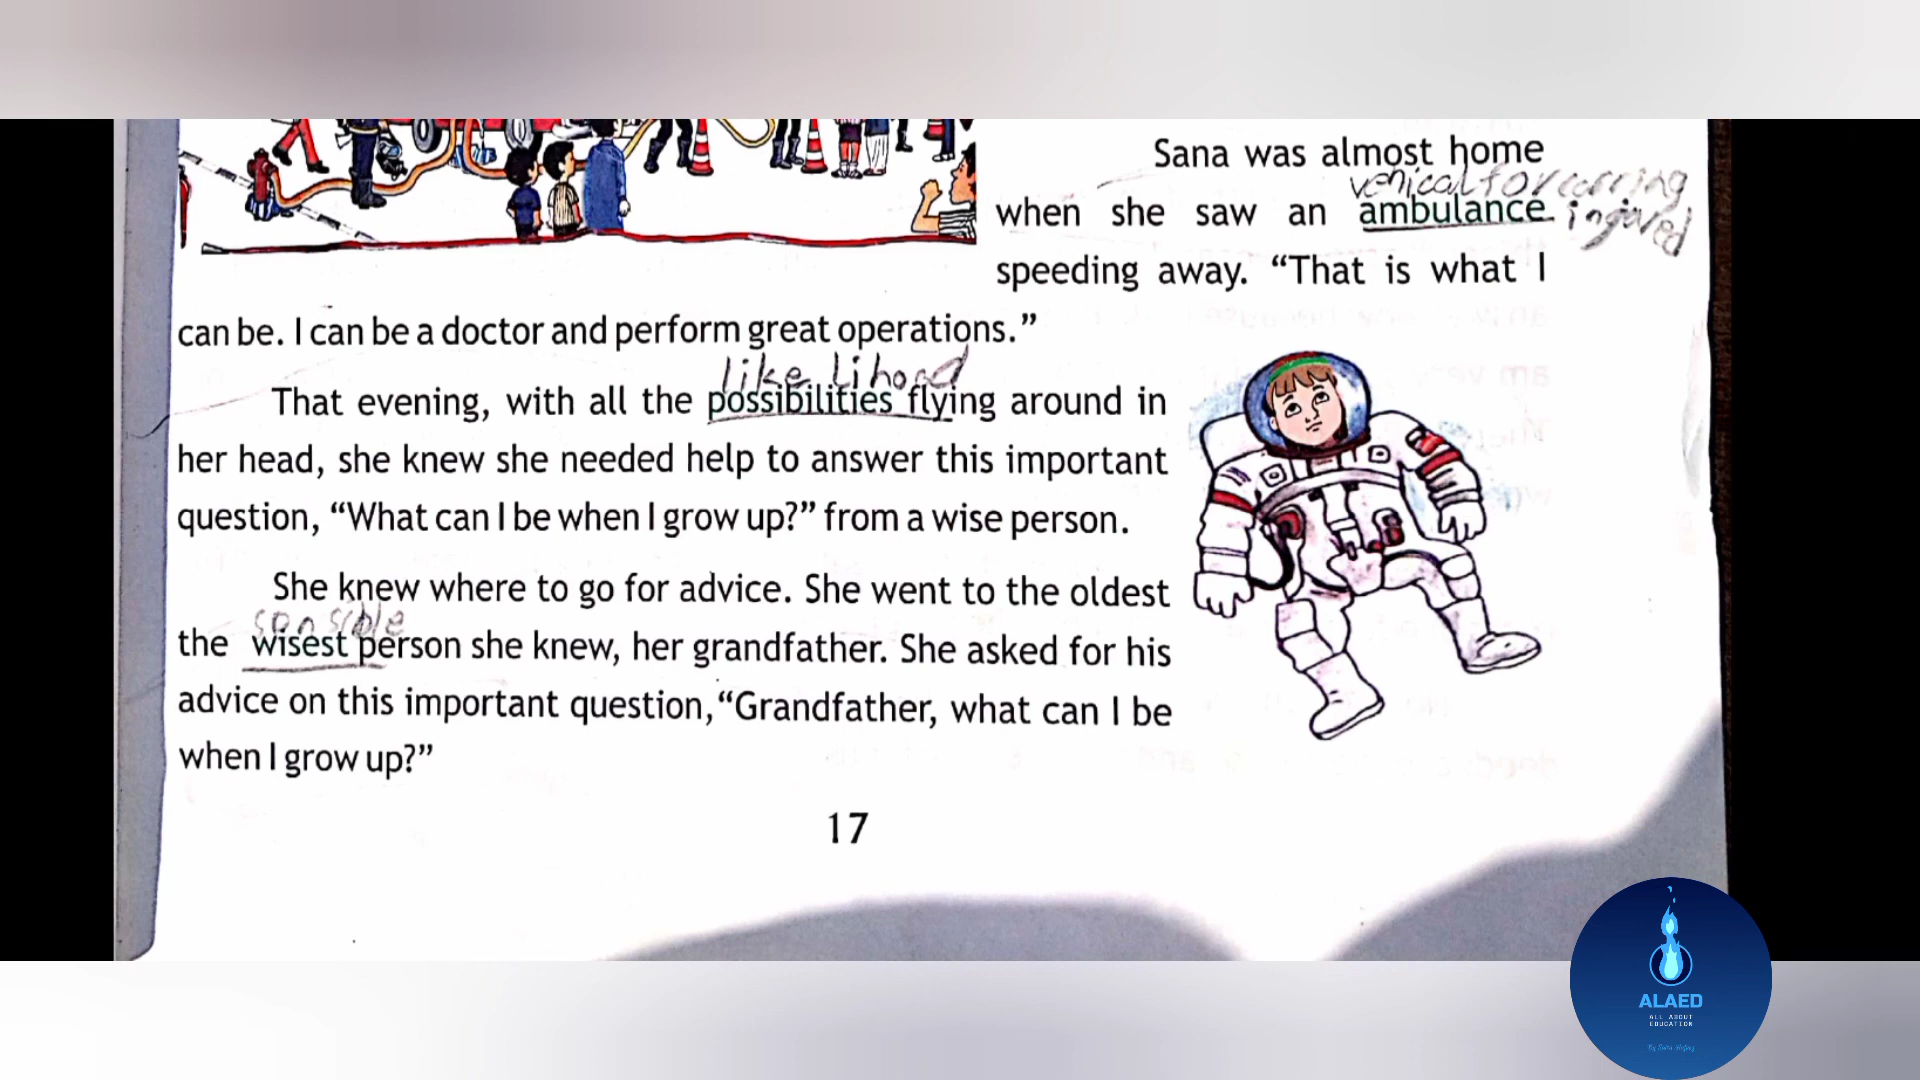 Sana was almost home
venical for carring
when she saw an ambulance
injoved
speeding away. “That is what I
can be. I can be a doctor and perform great operations.”
like lihood
That evening, with all the possibilities flying around in
her head, she knew she needed help to answer this important
question, “What can I be when I grow up?” from a wise person.
She knew where to go for advice. She went to the oldest
sensible
the wisest person she knew, her grandfather. She asked for his
advice on this important question, “Grandfather, what can I be
when I grow up?”
17
ALAED
ALL ABOUT
EDUCATION